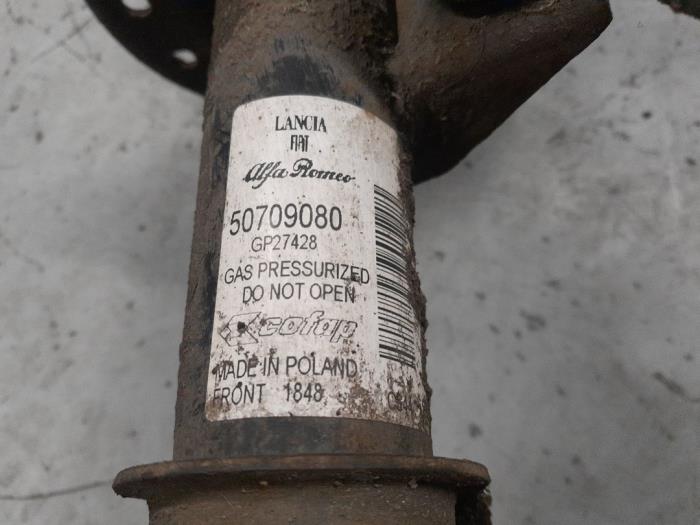 LANCIA
FIAT
Alfa Romeo
50709080
GP27428
GAS PRESSURIZED
DO NOT OPEN
cofap
MADE IN POLAND
FRONT 1848